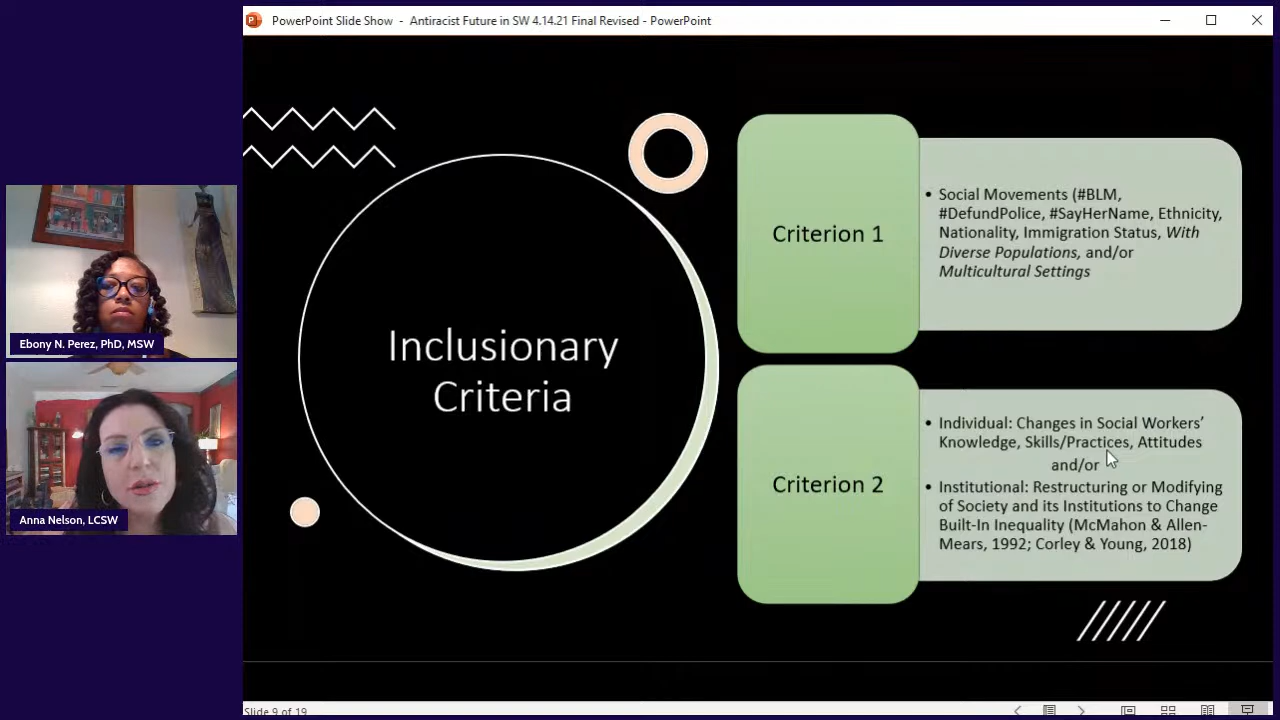 PowerPoint Slide Show - Antiracist Future in SW 4.14.21 Final Revised - PowerPoint
Inclusionary
Criteria
Criterion 1
• Social Movements (#BLM,
#DefundPolice, #SayHerName, Ethnicity,
Nationality, Immigration Status, With
Diverse Populations, and/or
Multicultural Settings
Criterion 2
• Individual: Changes in Social Workers’
Knowledge, Skills/Practices, Attitudes
and/or
• Institutional: Restructuring or Modifying
of Society and its Institutions to Change
Built-In Inequality (McMahon & Allen-
Mears, 1992; Corley & Young, 2018)
Ebony N. Perez, PhD, MSW
Anna Nelson, LCSW
Slide 9 of 19